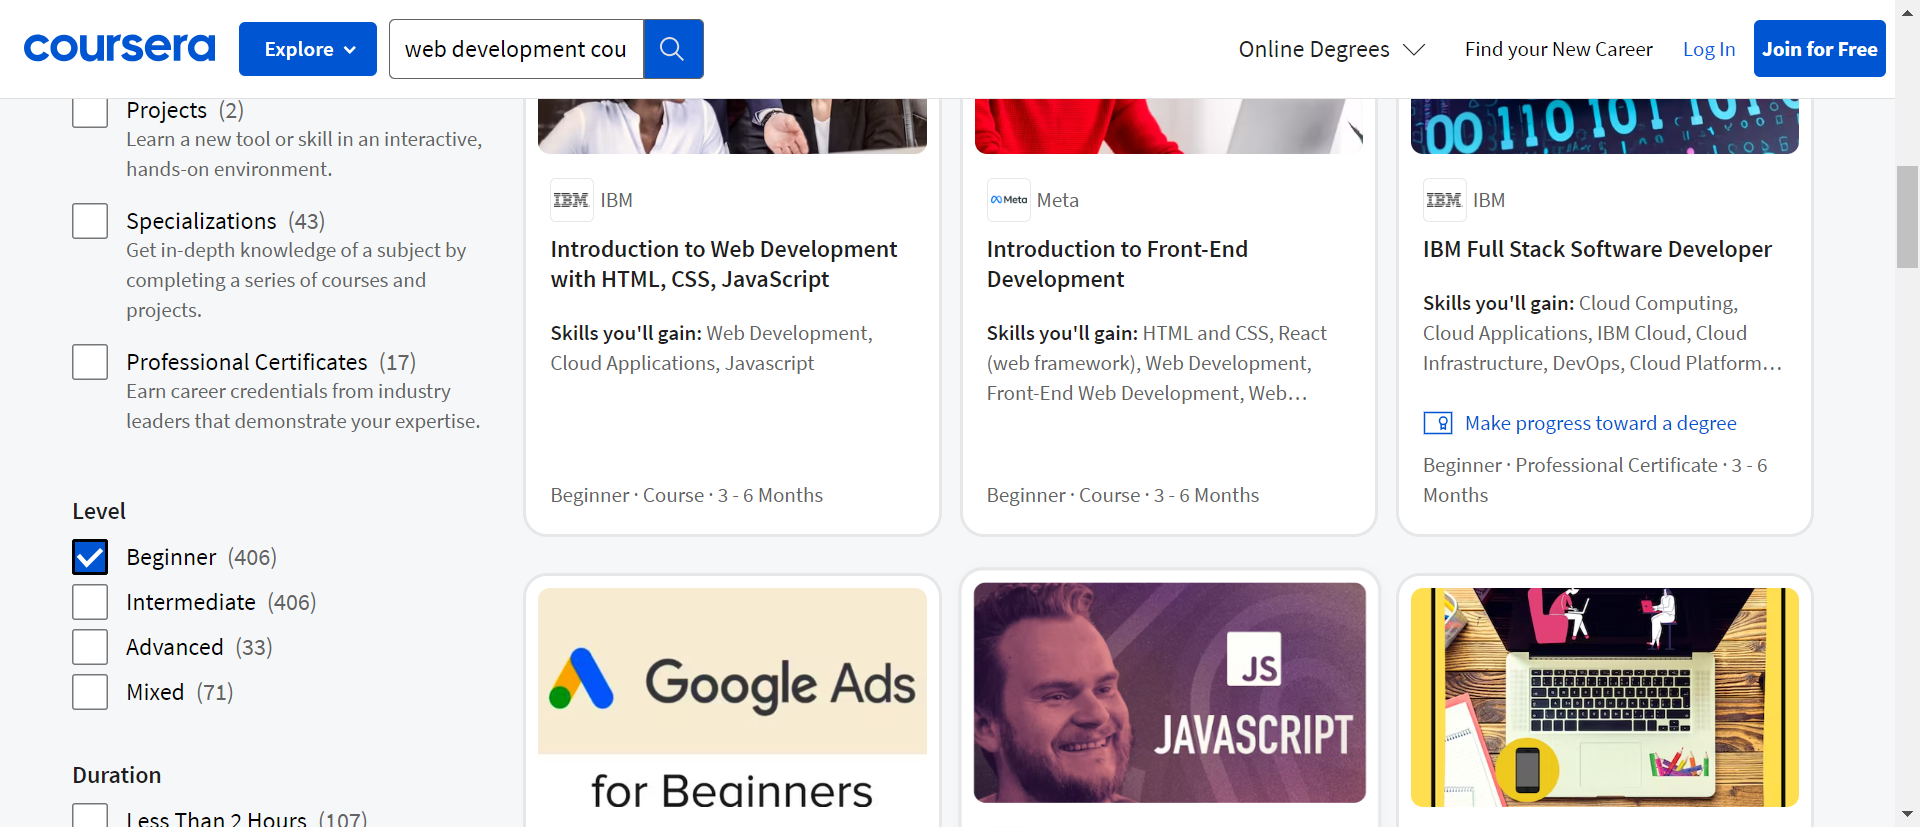 coursera
Explore
web development cou
Online Degrees
Find your New Career
Log In
Join for Free
Projects (2)
Learn a new tool or skill in an interactive,
hands-on environment.
Specializations (43)
Get in-depth knowledge of a subject by
completing a series of courses and
projects.
Professional Certificates (17)
Earn career credentials from industry
leaders that demonstrate your expertise.
Level
Beginner (406)
Intermediate (406)
Advanced (33)
Mixed (71)
Duration
Less Than 2 Hours (107)
IBM IBM
Introduction to Web Development
with HTML, CSS, JavaScript
Skills you'll gain: Web Development,
Cloud Applications, Javascript
Beginner · Course · 3 - 6 Months
Meta Meta
Introduction to Front-End
Development
Skills you'll gain: HTML and CSS, React
(web framework), Web Development,
Front-End Web Development, Web…
Beginner · Course · 3 - 6 Months
00 110 101 1010
IBM IBM
IBM Full Stack Software Developer
Skills you'll gain: Cloud Computing,
Cloud Applications, IBM Cloud, Cloud
Infrastructure, DevOps, Cloud Platform…
Make progress toward a degree
Beginner · Professional Certificate · 3 - 6
Months
Google Ads
for Beginners
JS
JAVASCRIPT